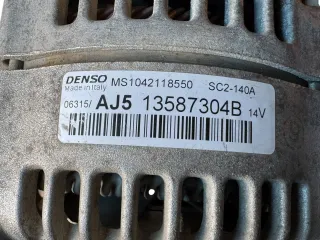 DENSO MS1042118550 SC2-140A
Made in Italy
06315/ AJ5 13587304B 14V